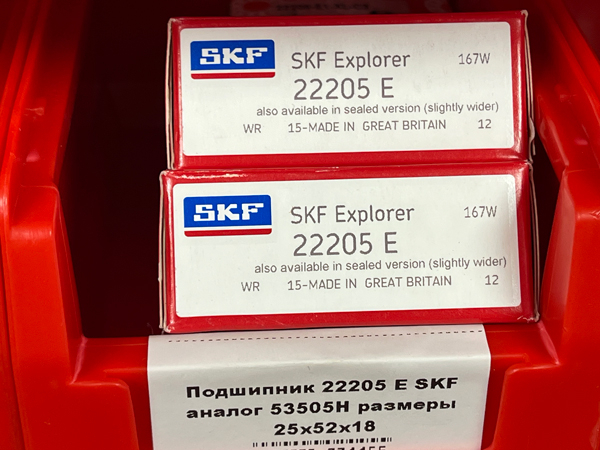 SKF
SKF Explorer 167W
22205 E
also available in sealed version (slightly wider)
WR 15-MADE IN GREAT BRITAIN 12
SKF
SKF Explorer 167W
22205 E
also available in sealed version (slightly wider)
WR 15-MADE IN GREAT BRITAIN 12
Подшипник 22205 E SKF
аналог 53505Н размеры
25х52х18